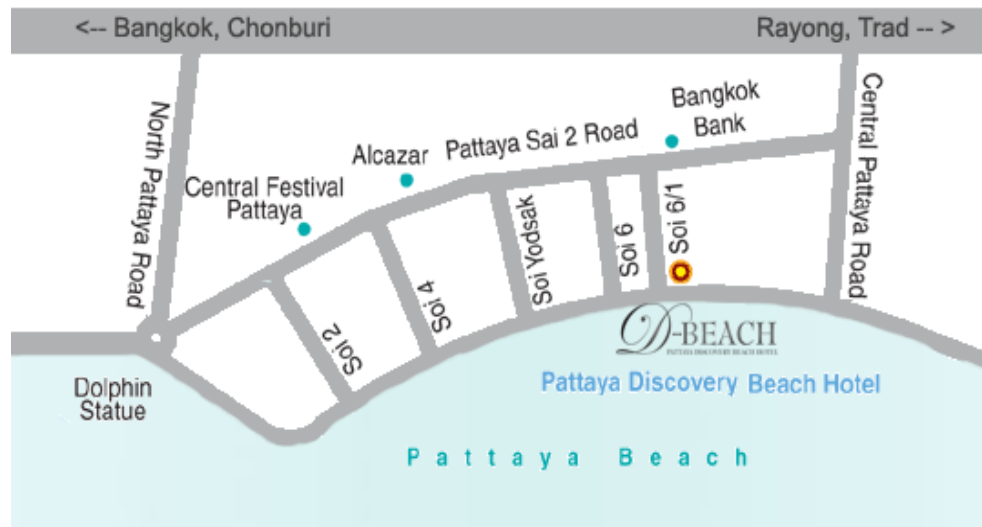 <-- Bangkok, Chonburi
Rayong, Trad -- >
North Pattaya Road
Central Festival
Pattaya
Alcazar
Pattaya Sai 2 Road
Bangkok
Bank
Central Pattaya Road
Soi 2
Soi 4
Soi Yodsak
Soi 6
Soi 6/1
Dolphin
Statue
D-BEACH
PATTAYA DISCOVERY BEACH HOTEL
Pattaya Discovery Beach Hotel
Pattaya Beach